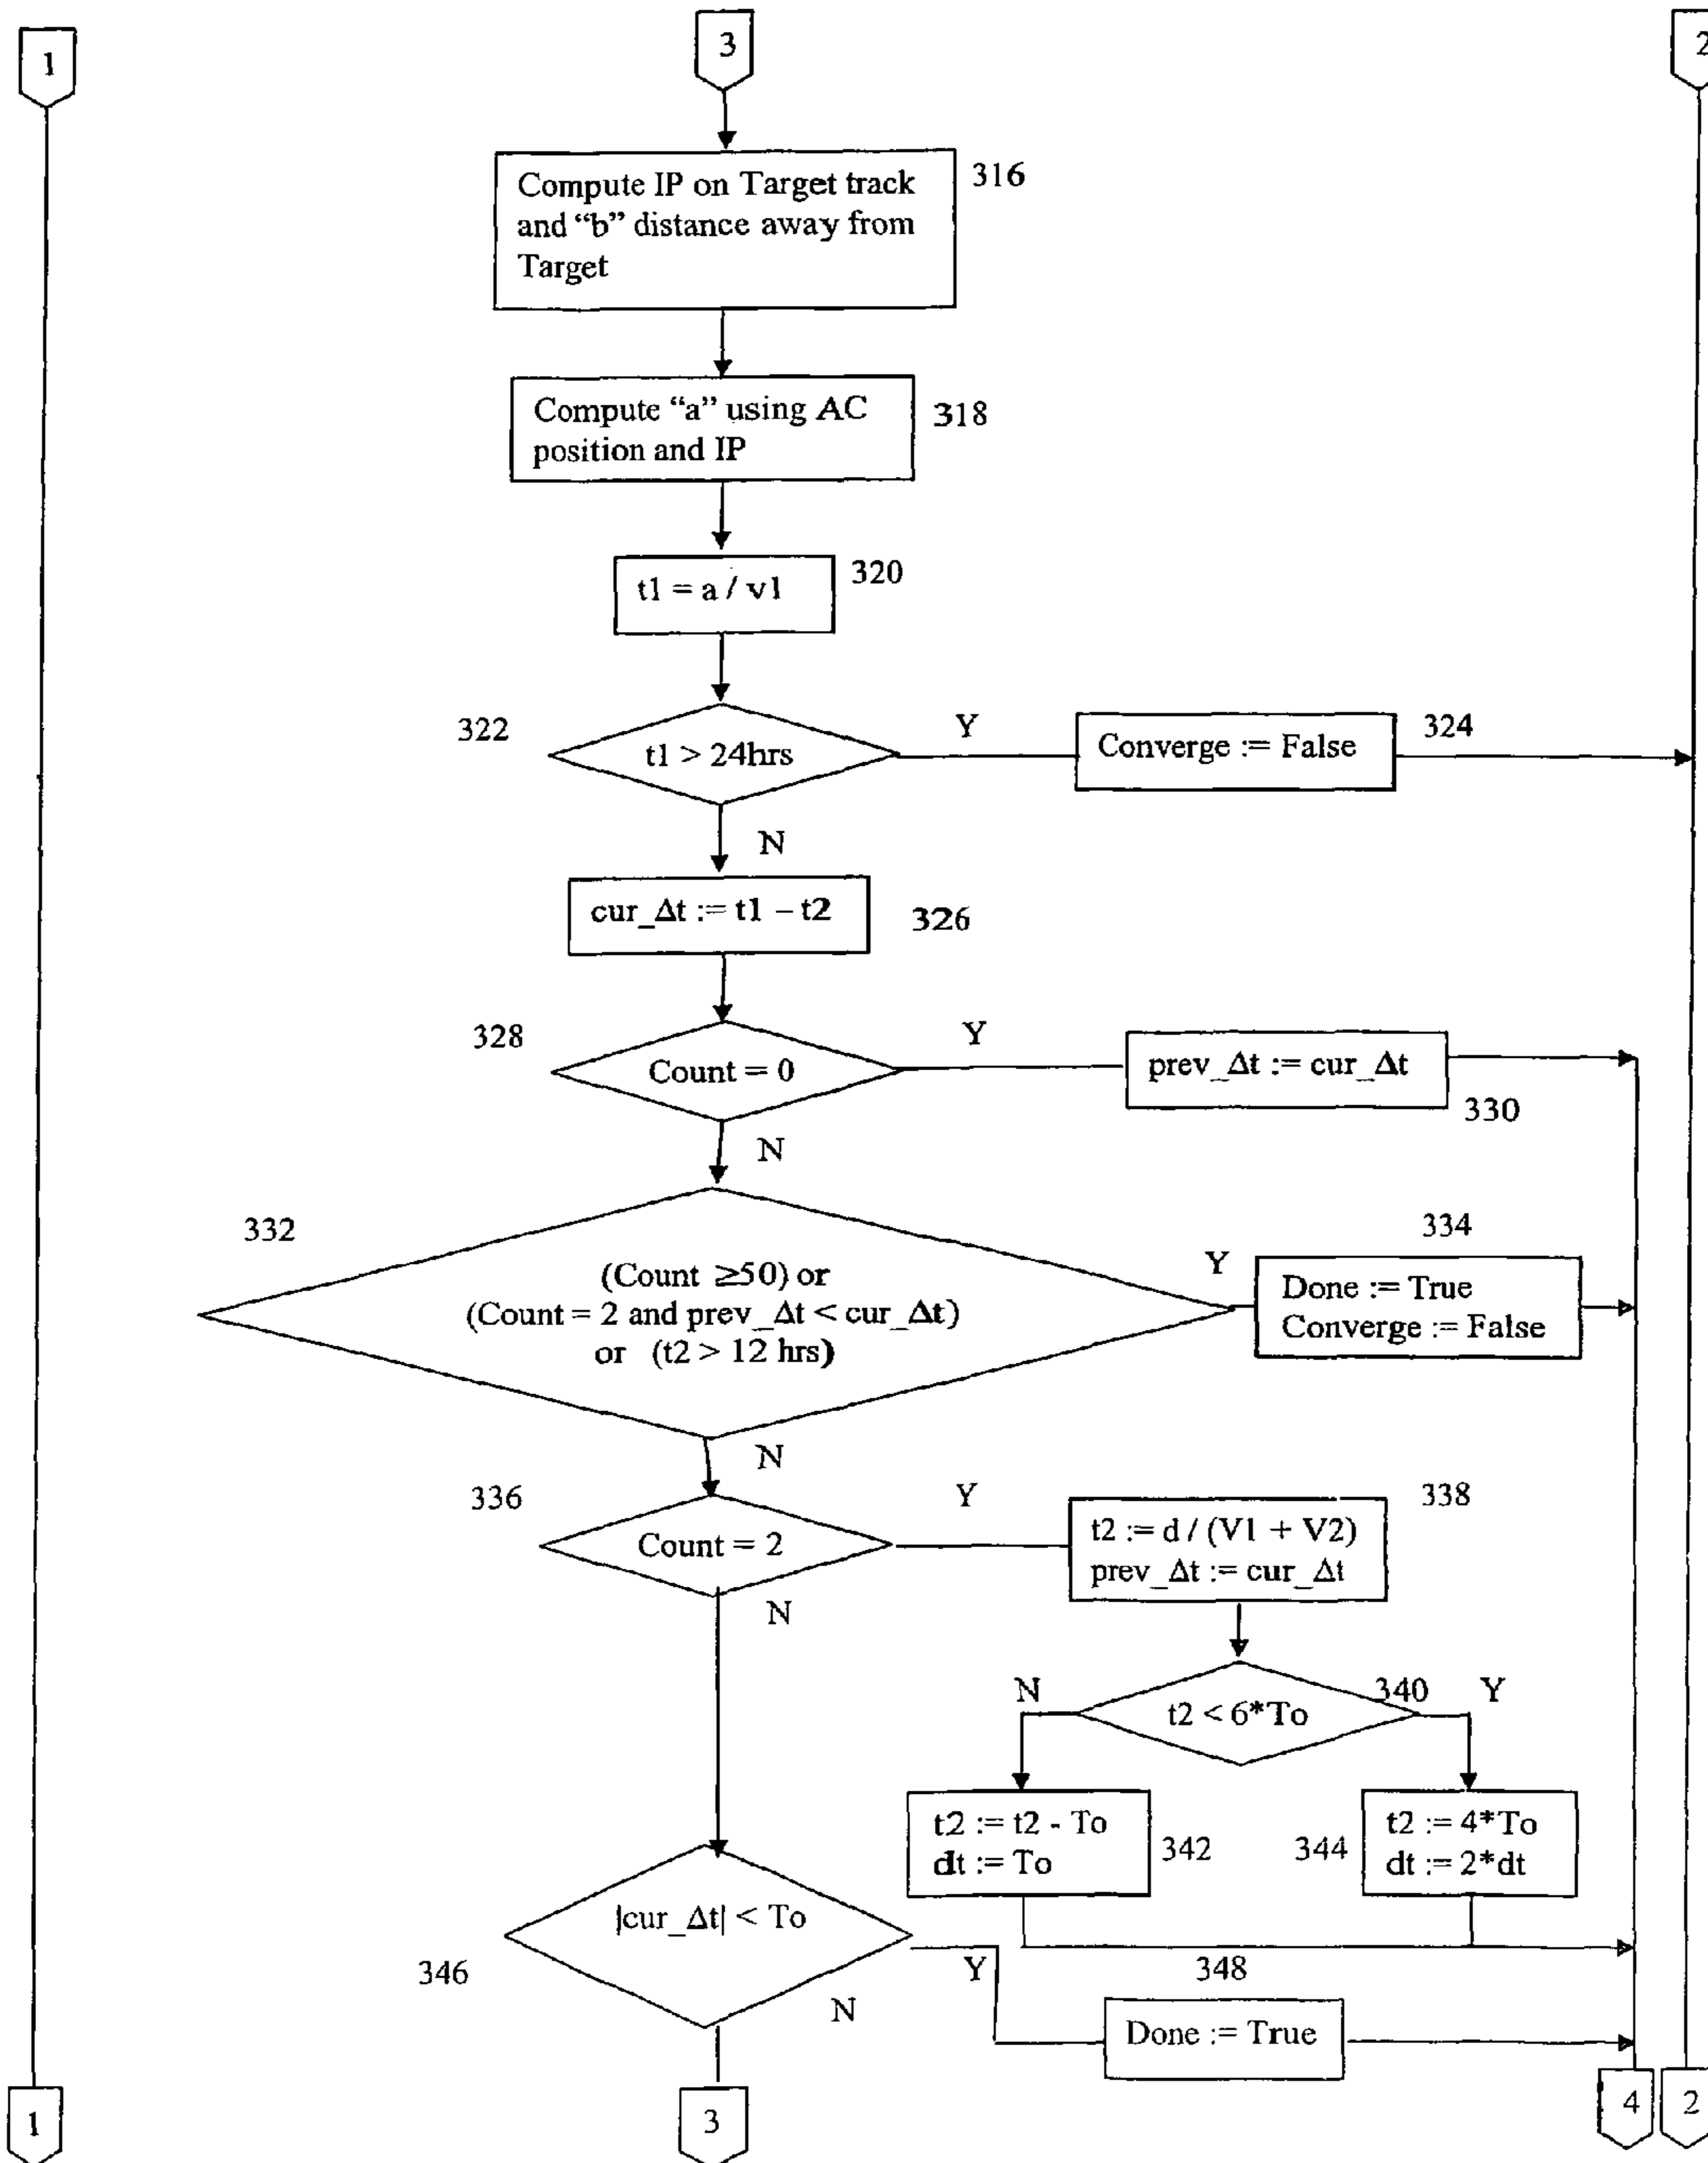 1
3
2
Compute IP on Target track
and “b” distance away from
Target
316
Compute “a” using AC
position and IP
318
t1 = a / v1
320
322
t1 > 24hrs
Y
Converge := False
324
N
cur_Δt := t1 – t2
326
328
Count = 0
Y
prev_Δt := cur_Δt
330
N
332
(Count ≥50) or
(Count = 2 and prev_Δt < cur_Δt)
or (t2 > 12 hrs)
Y
334
Done := True
Converge := False
N
336
Count = 2
Y
338
t2 := d / (V1 + V2)
prev_Δt := cur_Δt
N
N
t2 < 6*To
340
Y
t2 := t2 - To
dt := To
342
344
t2 := 4*To
dt := 2*dt
|cur_Δt| < To
346
Y
348
N
Done := True
1
3
4
2